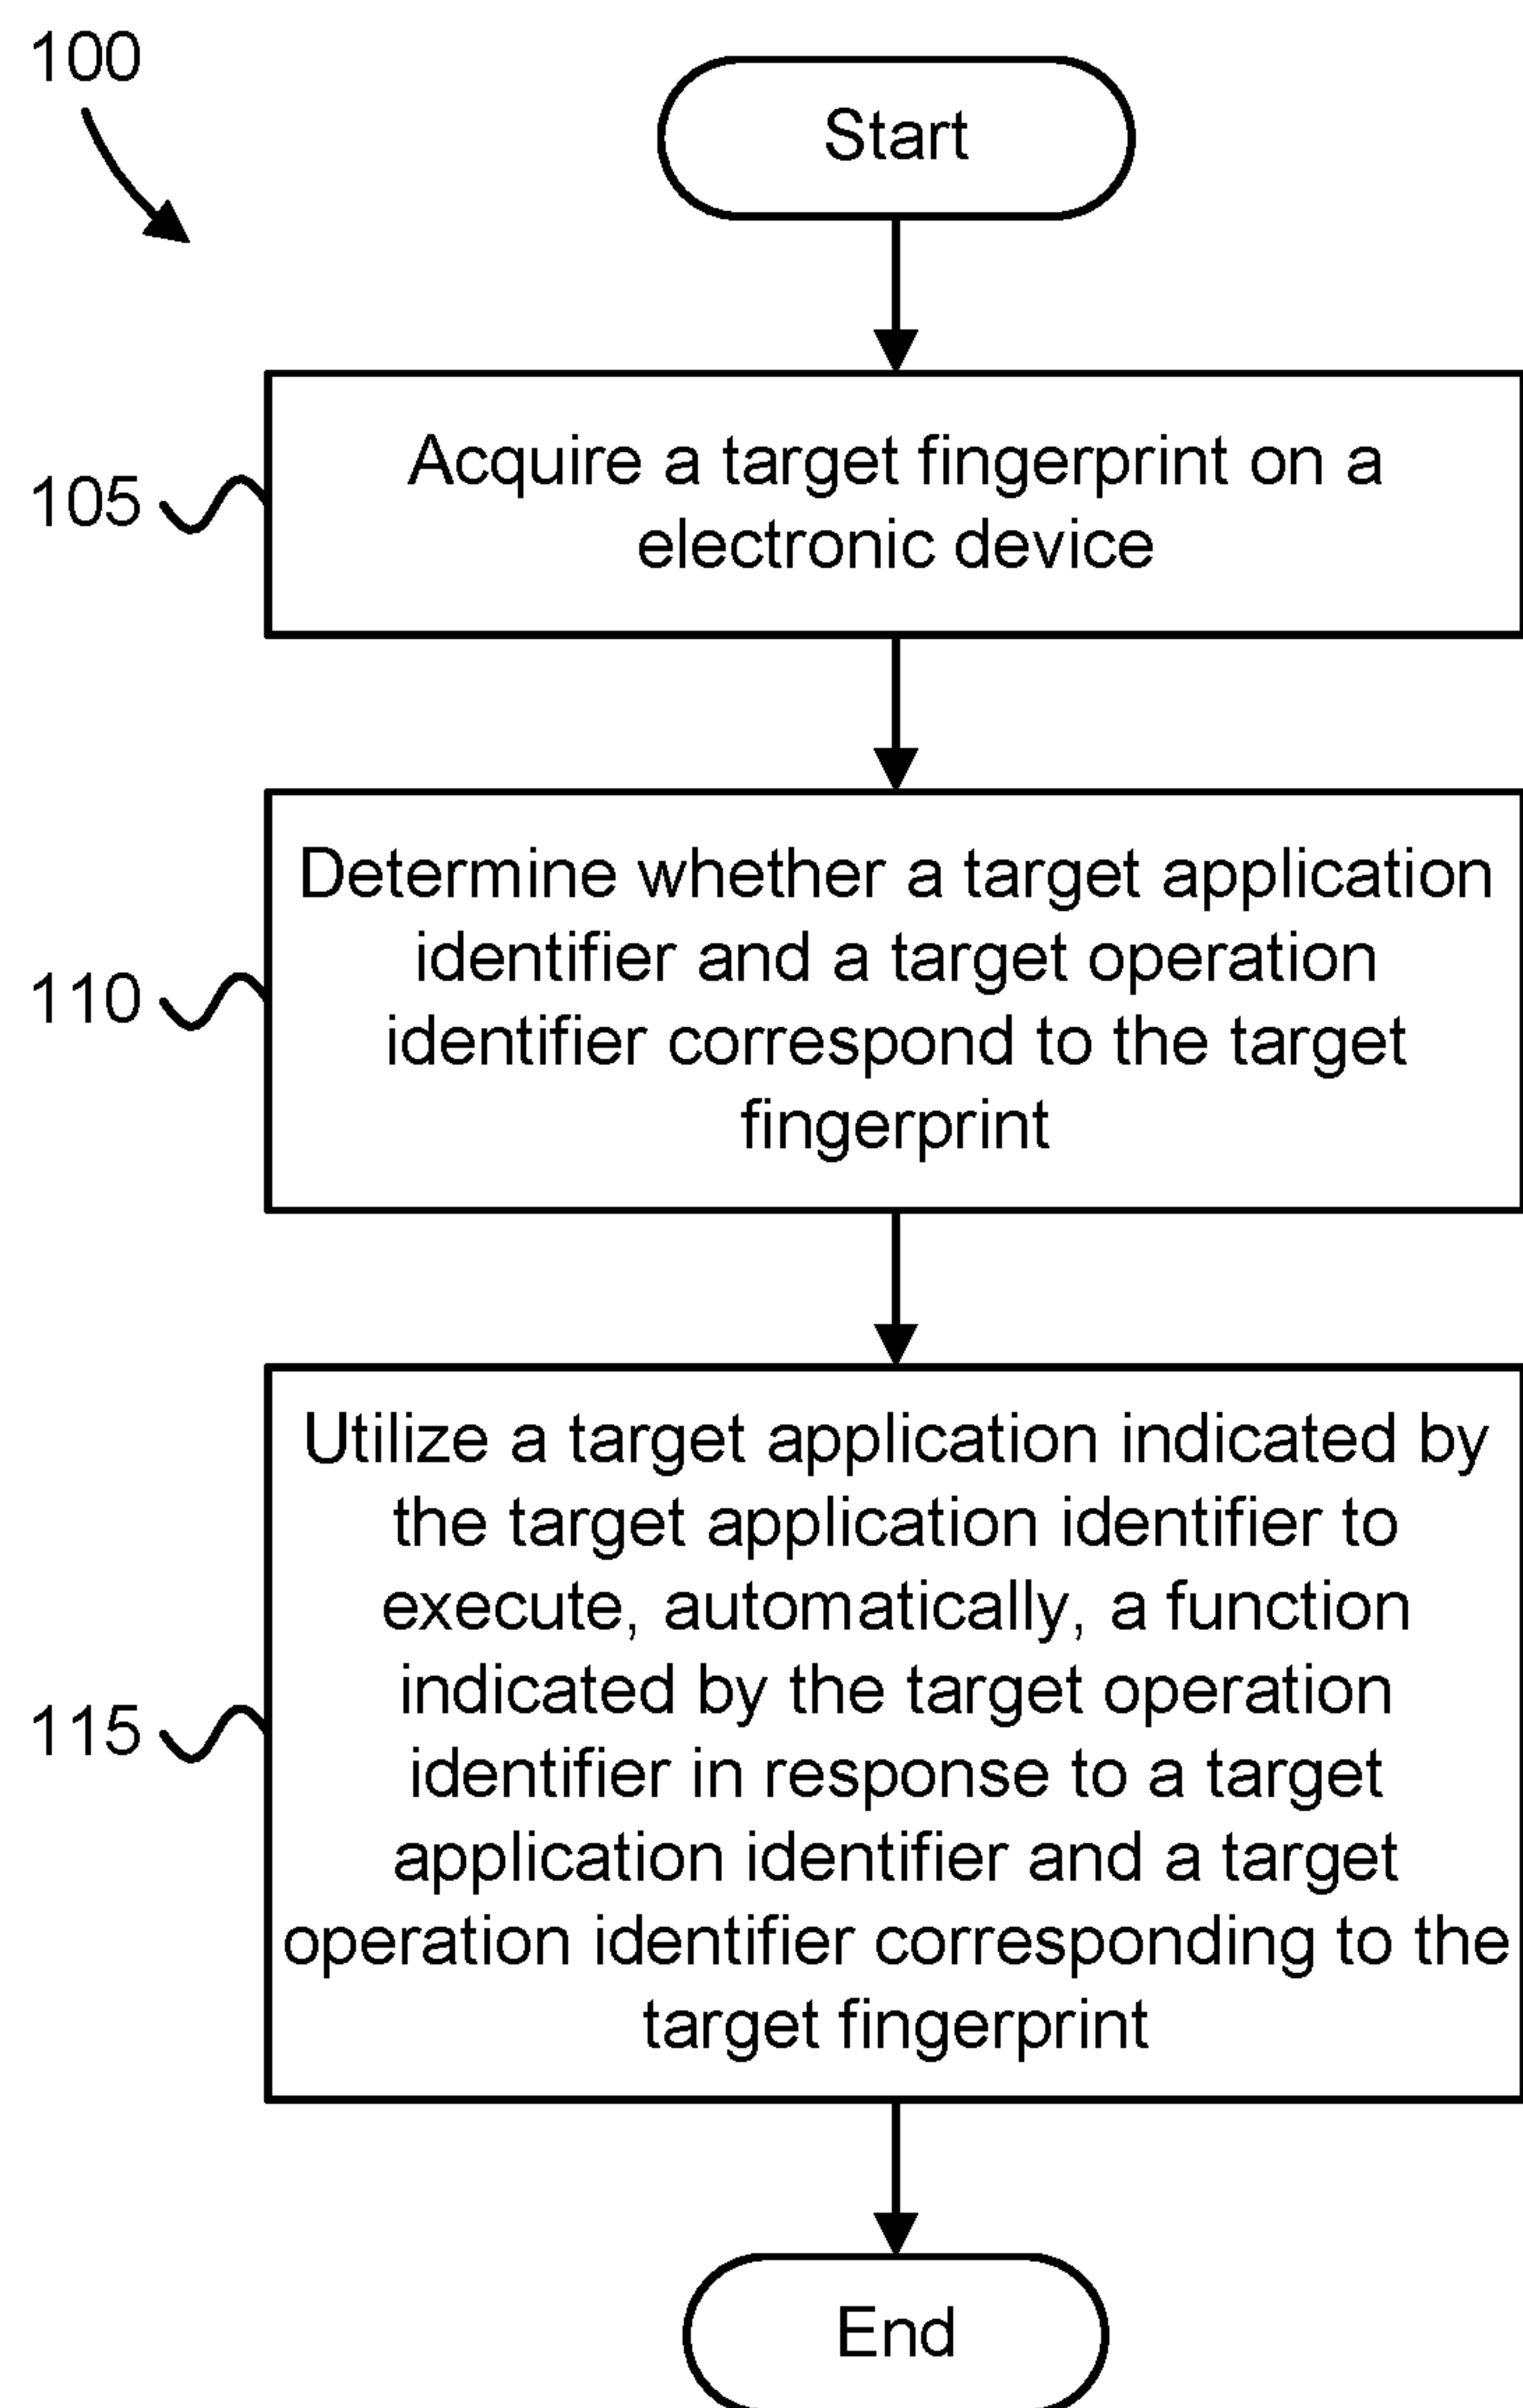 100
Start
105
Acquire a target fingerprint on a
electronic device
110
Determine whether a target application
identifier and a target operation
identifier correspond to the target
fingerprint
115
Utilize a target application indicated by
the target application identifier to
execute, automatically, a function
indicated by the target operation
identifier in response to a target
application identifier and a target
operation identifier corresponding to the
target fingerprint
End